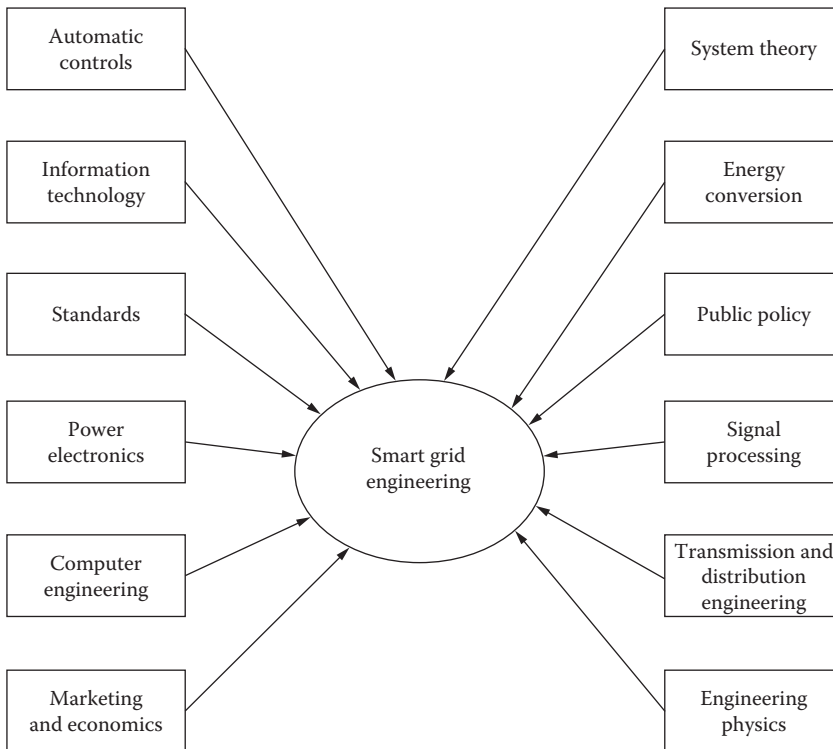 Automatic
controls
System theory
Information
technology
Energy
conversion
Standards
Public policy
Power
electronics
Smart grid
engineering
Signal
processing
Computer
engineering
Transmission and
distribution
engineering
Marketing
and economics
Engineering
physics